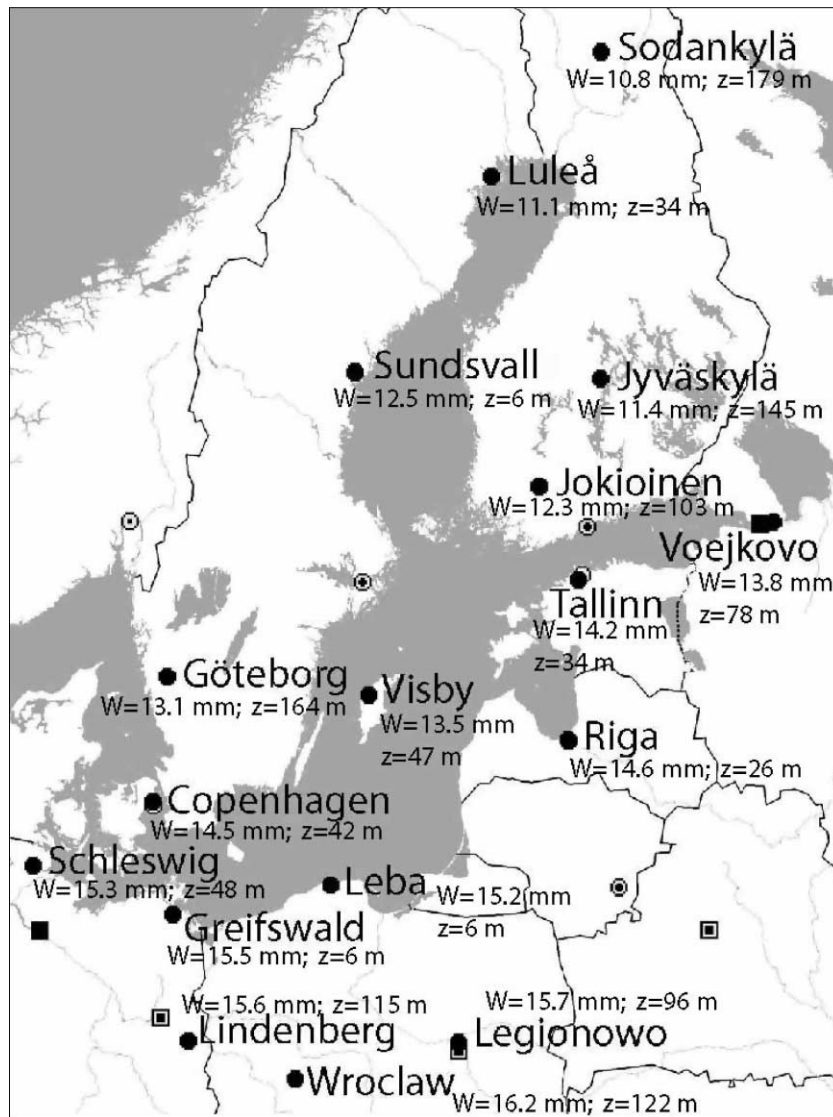 Sodankylä
W=10.8 mm; z=179 m
Luleå
W=11.1 mm; z=34 m
Sundsvall
W=12.5 mm; z=6 m
Jyväskylä
W=11.4 mm; z=145 m
Jokioinen
W=12.3 mm; z=103 m
Voejkovo
W=13.8 mm
z=78 m
Tallinn
W=14.2 mm
z=34 m
Göteborg
W=13.1 mm; z=164 m
Visby
W=13.5 mm
z=47 m
Riga
W=14.6 mm; z=26 m
Copenhagen
W=14.5 mm; z=42 m
Schleswig
W=15.3 mm; z=48 m
Leba
W=15.2 mm
z=6 m
Greifswald
W=15.5 mm; z=6 m
W=15.6 mm; z=115 m
Lindenberg
W=15.7 mm; z=96 m
Legionowo
Wroclaw
W=16.2 mm; z=122 m